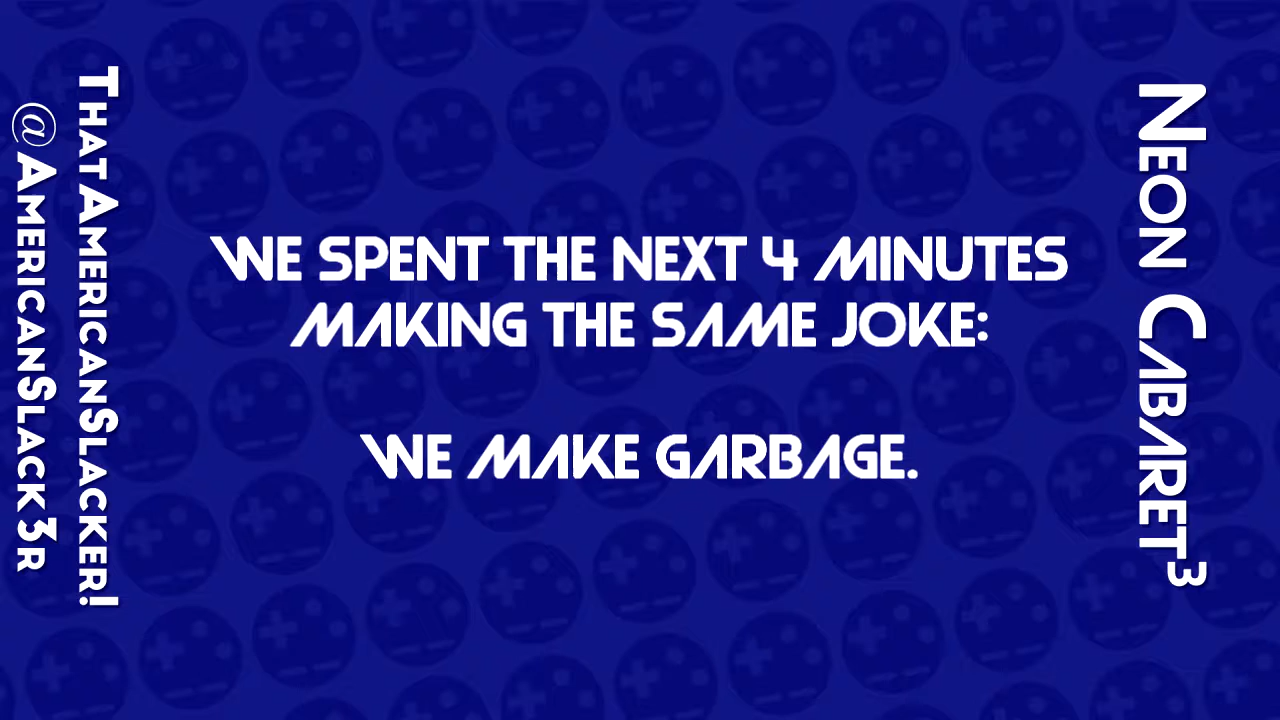 ThatAmericanSlacker!
@AmericanSlack3r
We spent the next 4 minutes
making the same joke:
We make garbage.
Neon Cabaret³